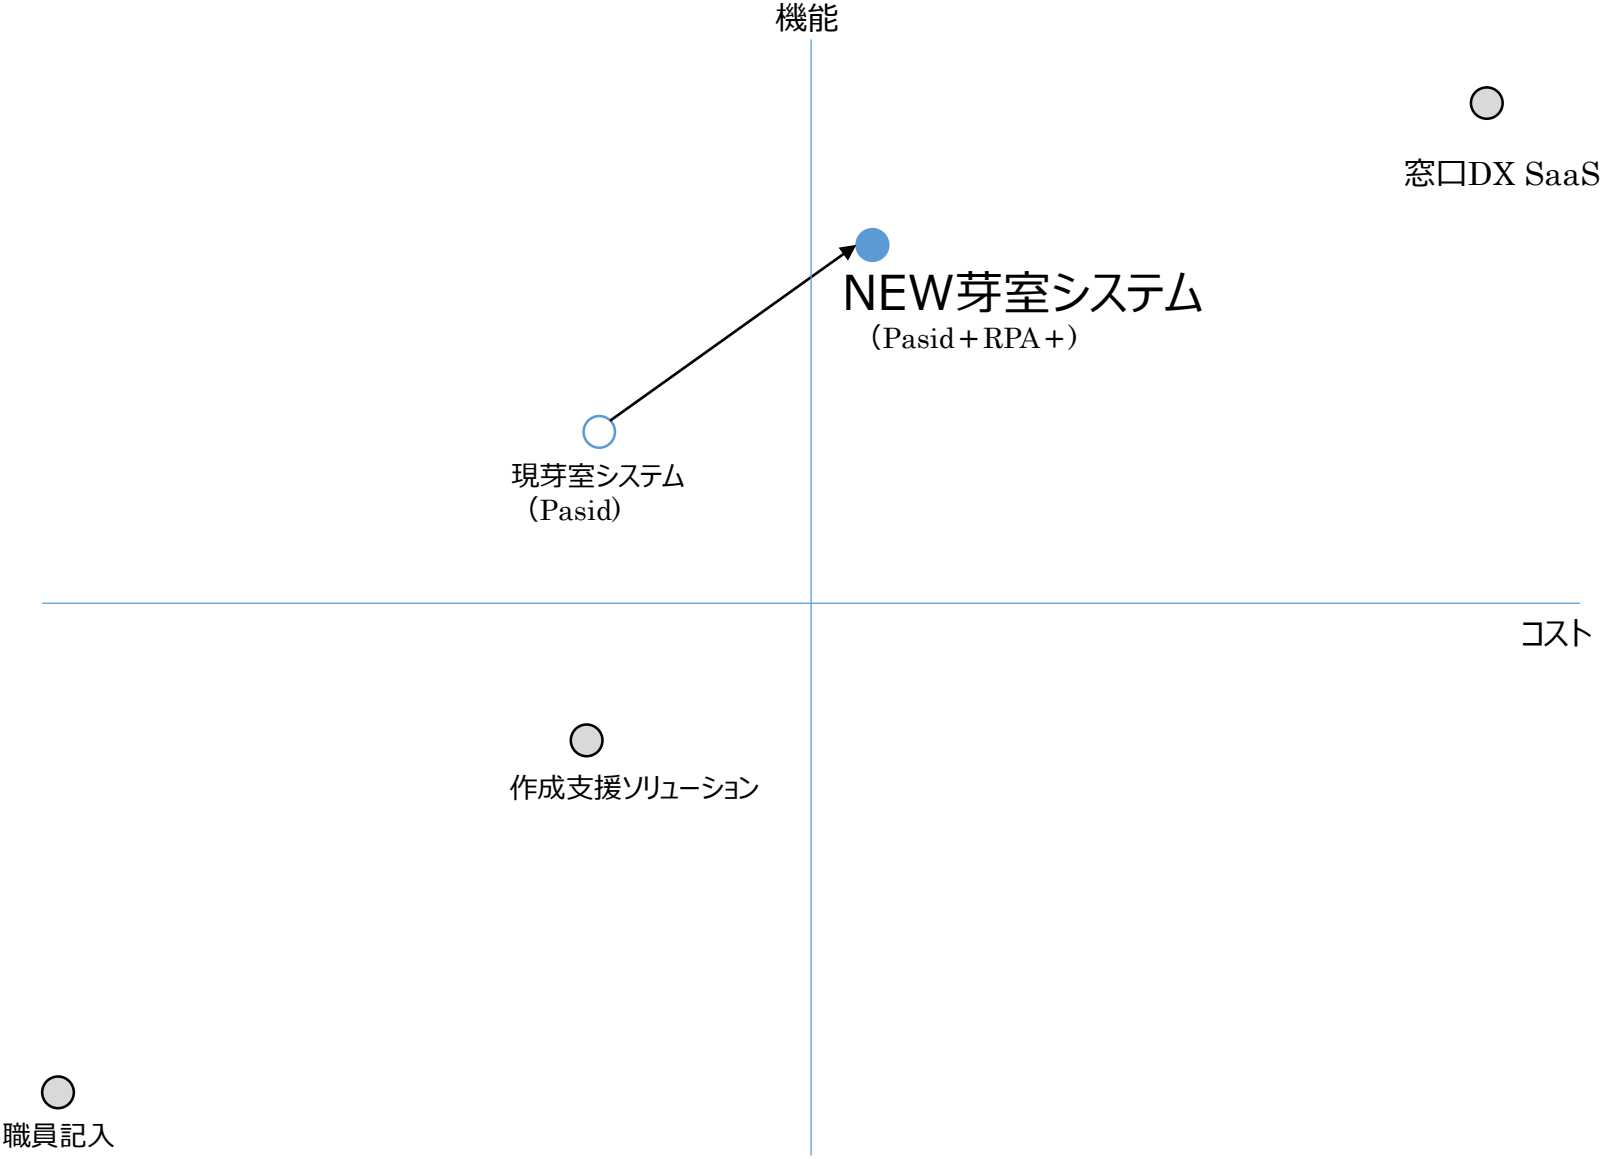 機能
窓口DX SaaS
NEW芽室システム
（Pasid＋RPA＋）
現芽室システム
（Pasid）
コスト
作成支援ソリューション
職員記入